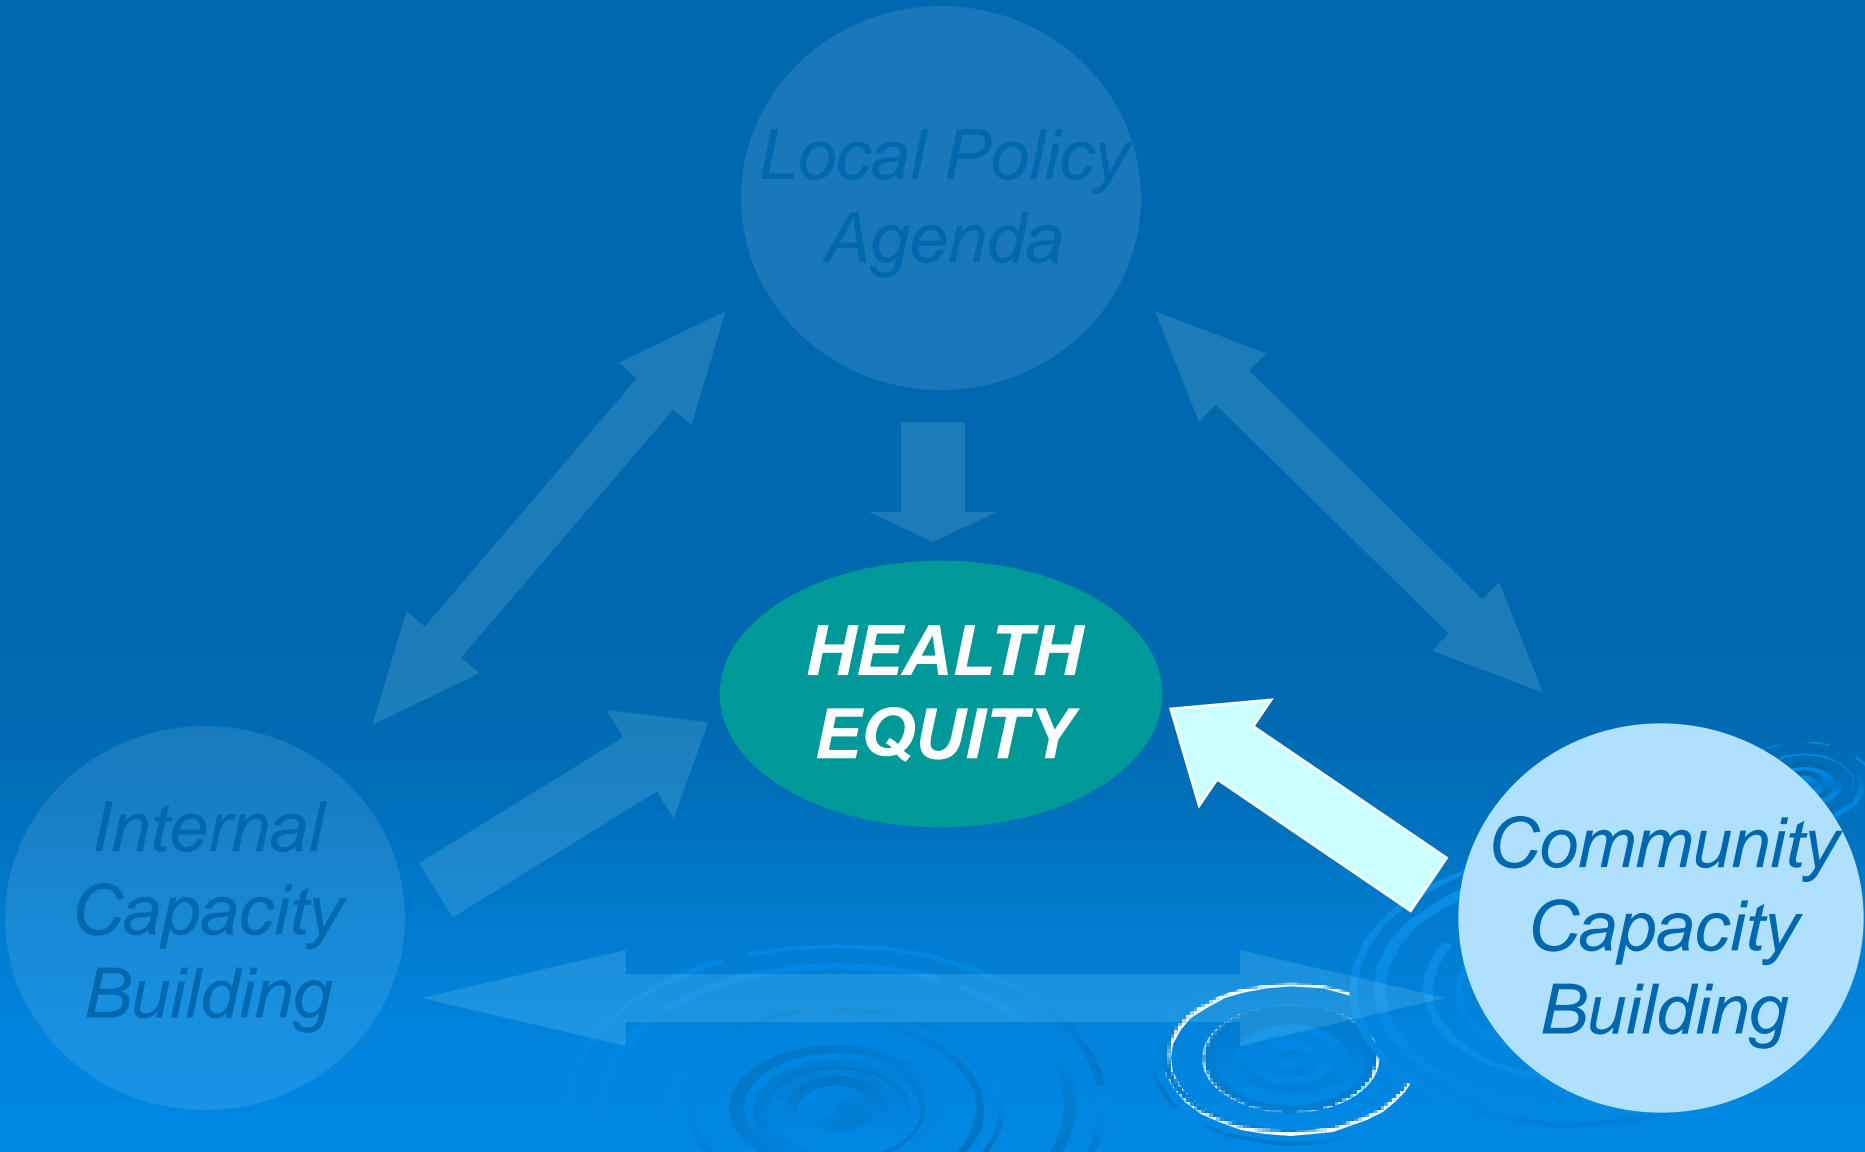 Local Policy
Agenda
HEALTH
EQUITY
Internal
Capacity
Building
Community
Capacity
Building